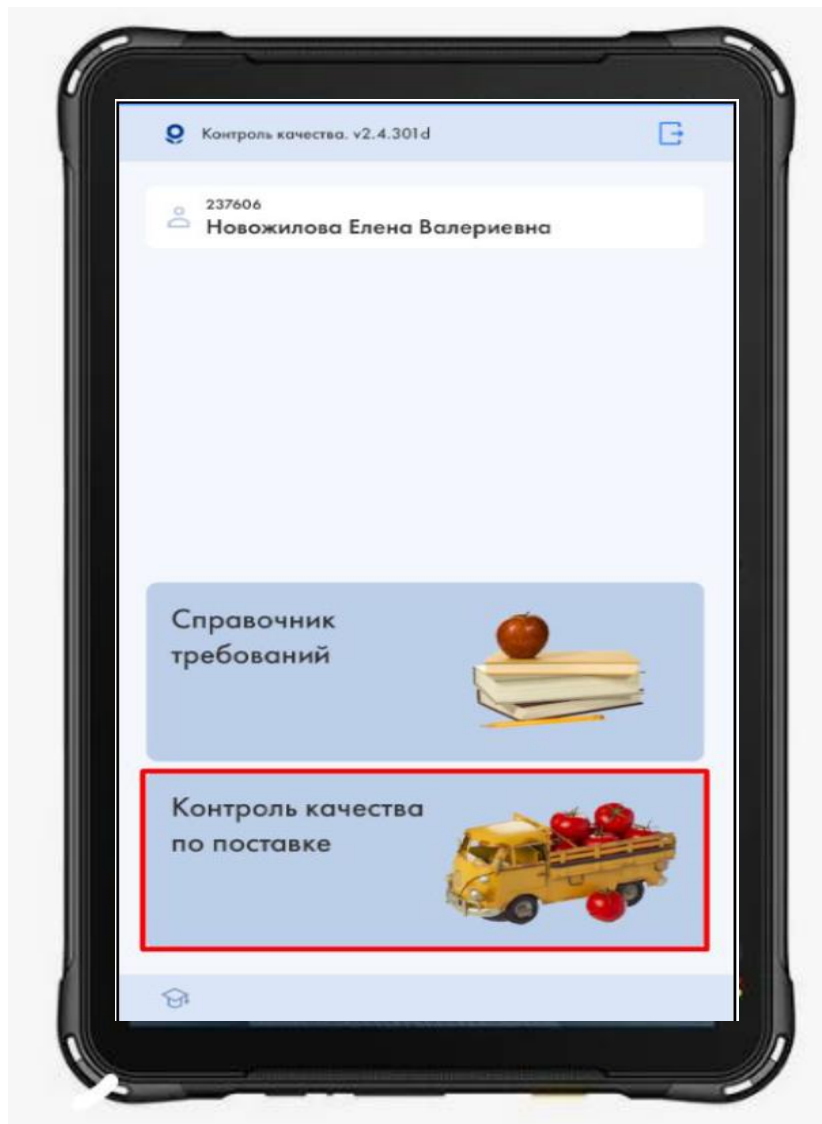 Контроль качества. v2.4.301d
237606
Новожилова Елена Валериевна
Справочник
требований
Контроль качества
по поставке